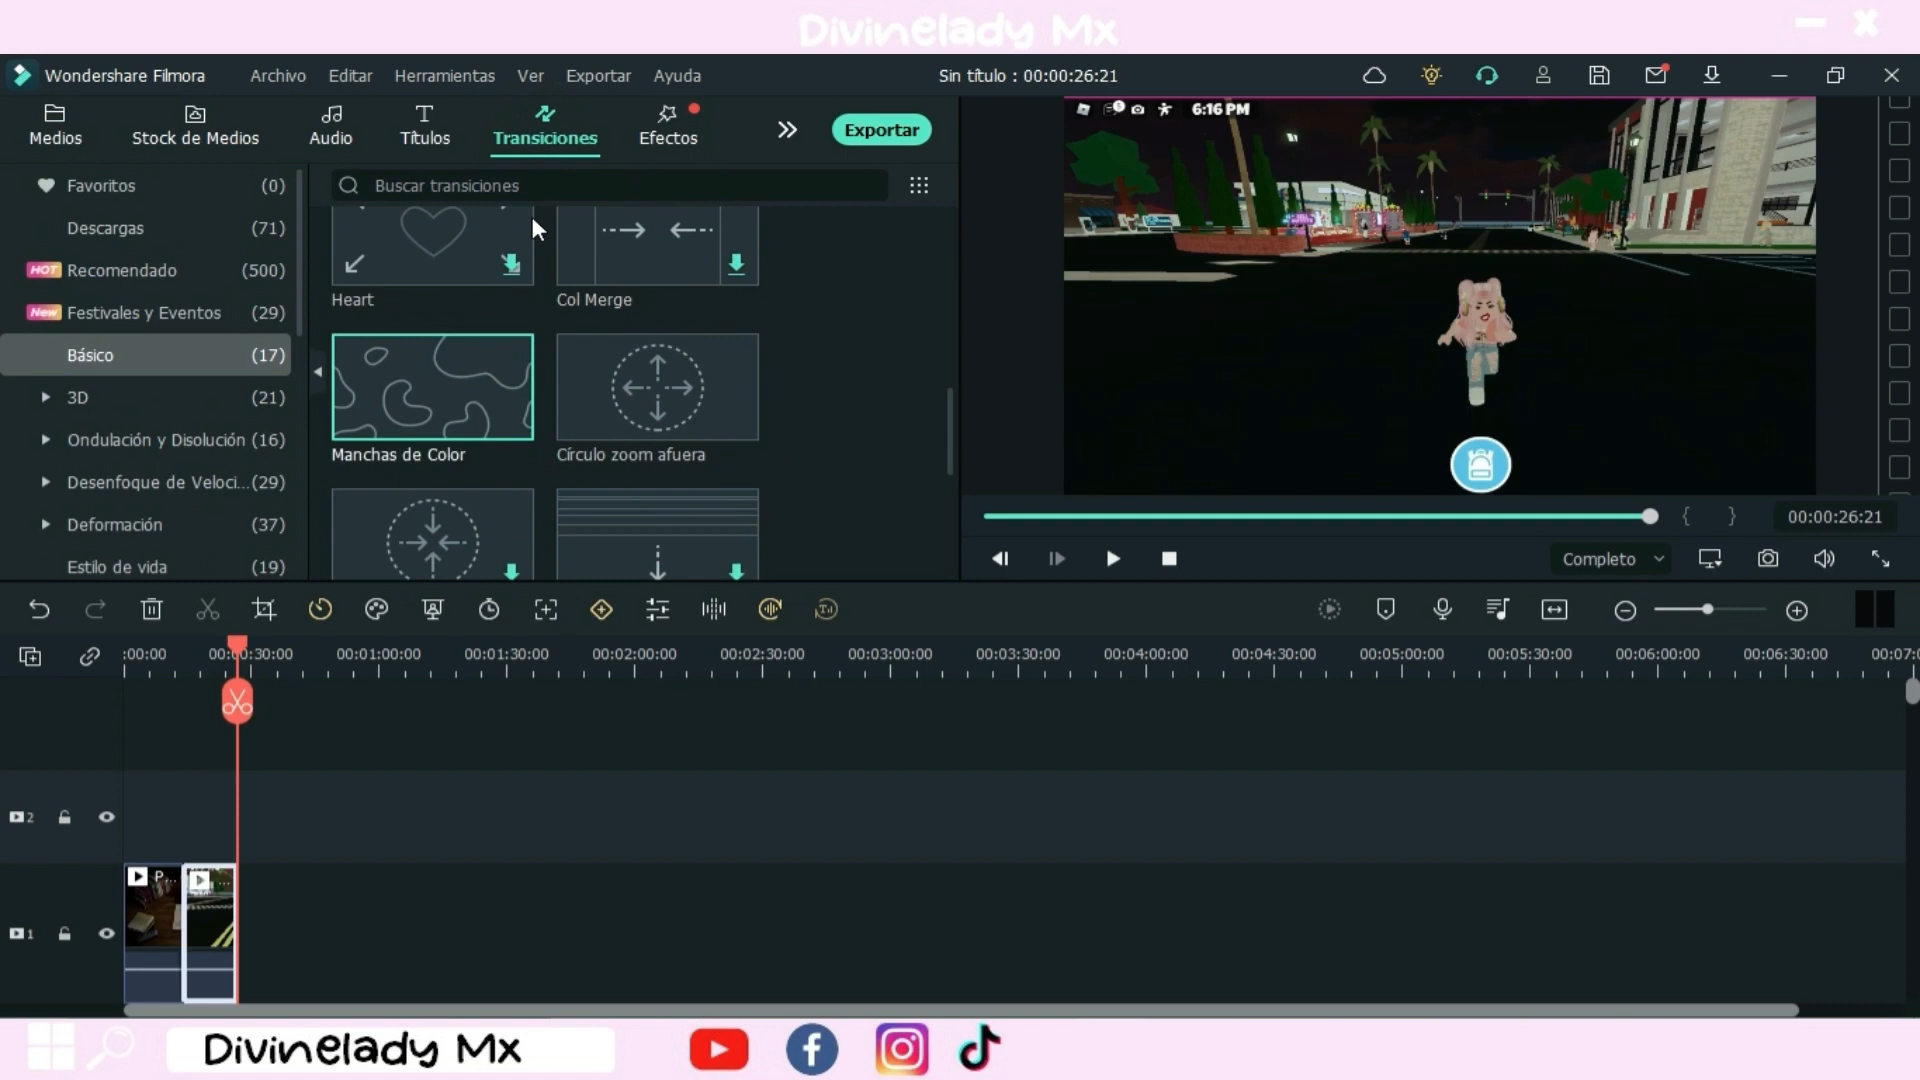 Divinelady Mx
Wondershare Filmora
Archivo
Editar
Herramientas
Ver
Exportar
Ayuda
Sin título : 00:00:26:21
Medios
Stock de Medios
Audio
Títulos
Transiciones
Efectos
Exportar
6:16 PM
Favoritos (0)
Descargas (71)
HOT Recomendado (500)
New Festivales y Eventos (29)
Básico (17)
3D (21)
Ondulación y Disolución (16)
Desenfoque de Veloci... (29)
Deformación (37)
Estilo de vida (19)
Buscar transiciones
Heart
Col Merge
Manchas de Color
Círculo zoom afuera
{ }
00:00:26:21
Completo
:00:00
00:00:30:00
00:01:00:00
00:01:30:00
00:02:00:00
00:02:30:00
00:03:00:00
00:03:30:00
00:04:00:00
00:04:30:00
00:05:00:00
00:05:30:00
00:06:00:00
00:06:30:00
00:07:0
2
P...
...
1
Divinelady Mx